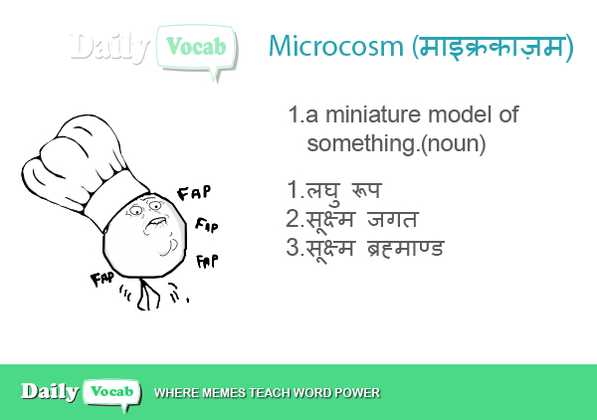 Daily Vocab
Microcosm (माइक्रकाज़म)
1.a miniature model of
something.(noun)
1.लघु रूप
2.सूक्ष्म जगत
3.सूक्ष्म ब्रह्माण्ड
FAP
FAP
FAP
FAP
Daily Vocab WHERE MEMES TEACH WORD POWER